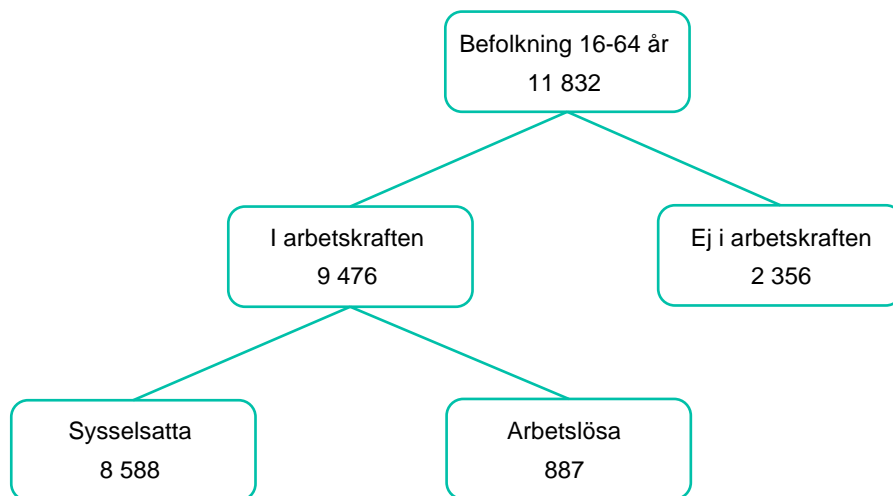 Befolkning 16-64 år
11 832
I arbetskraften
9 476
Ej i arbetskraften
2 356
Sysselsatta
8 588
Arbetslösa
887